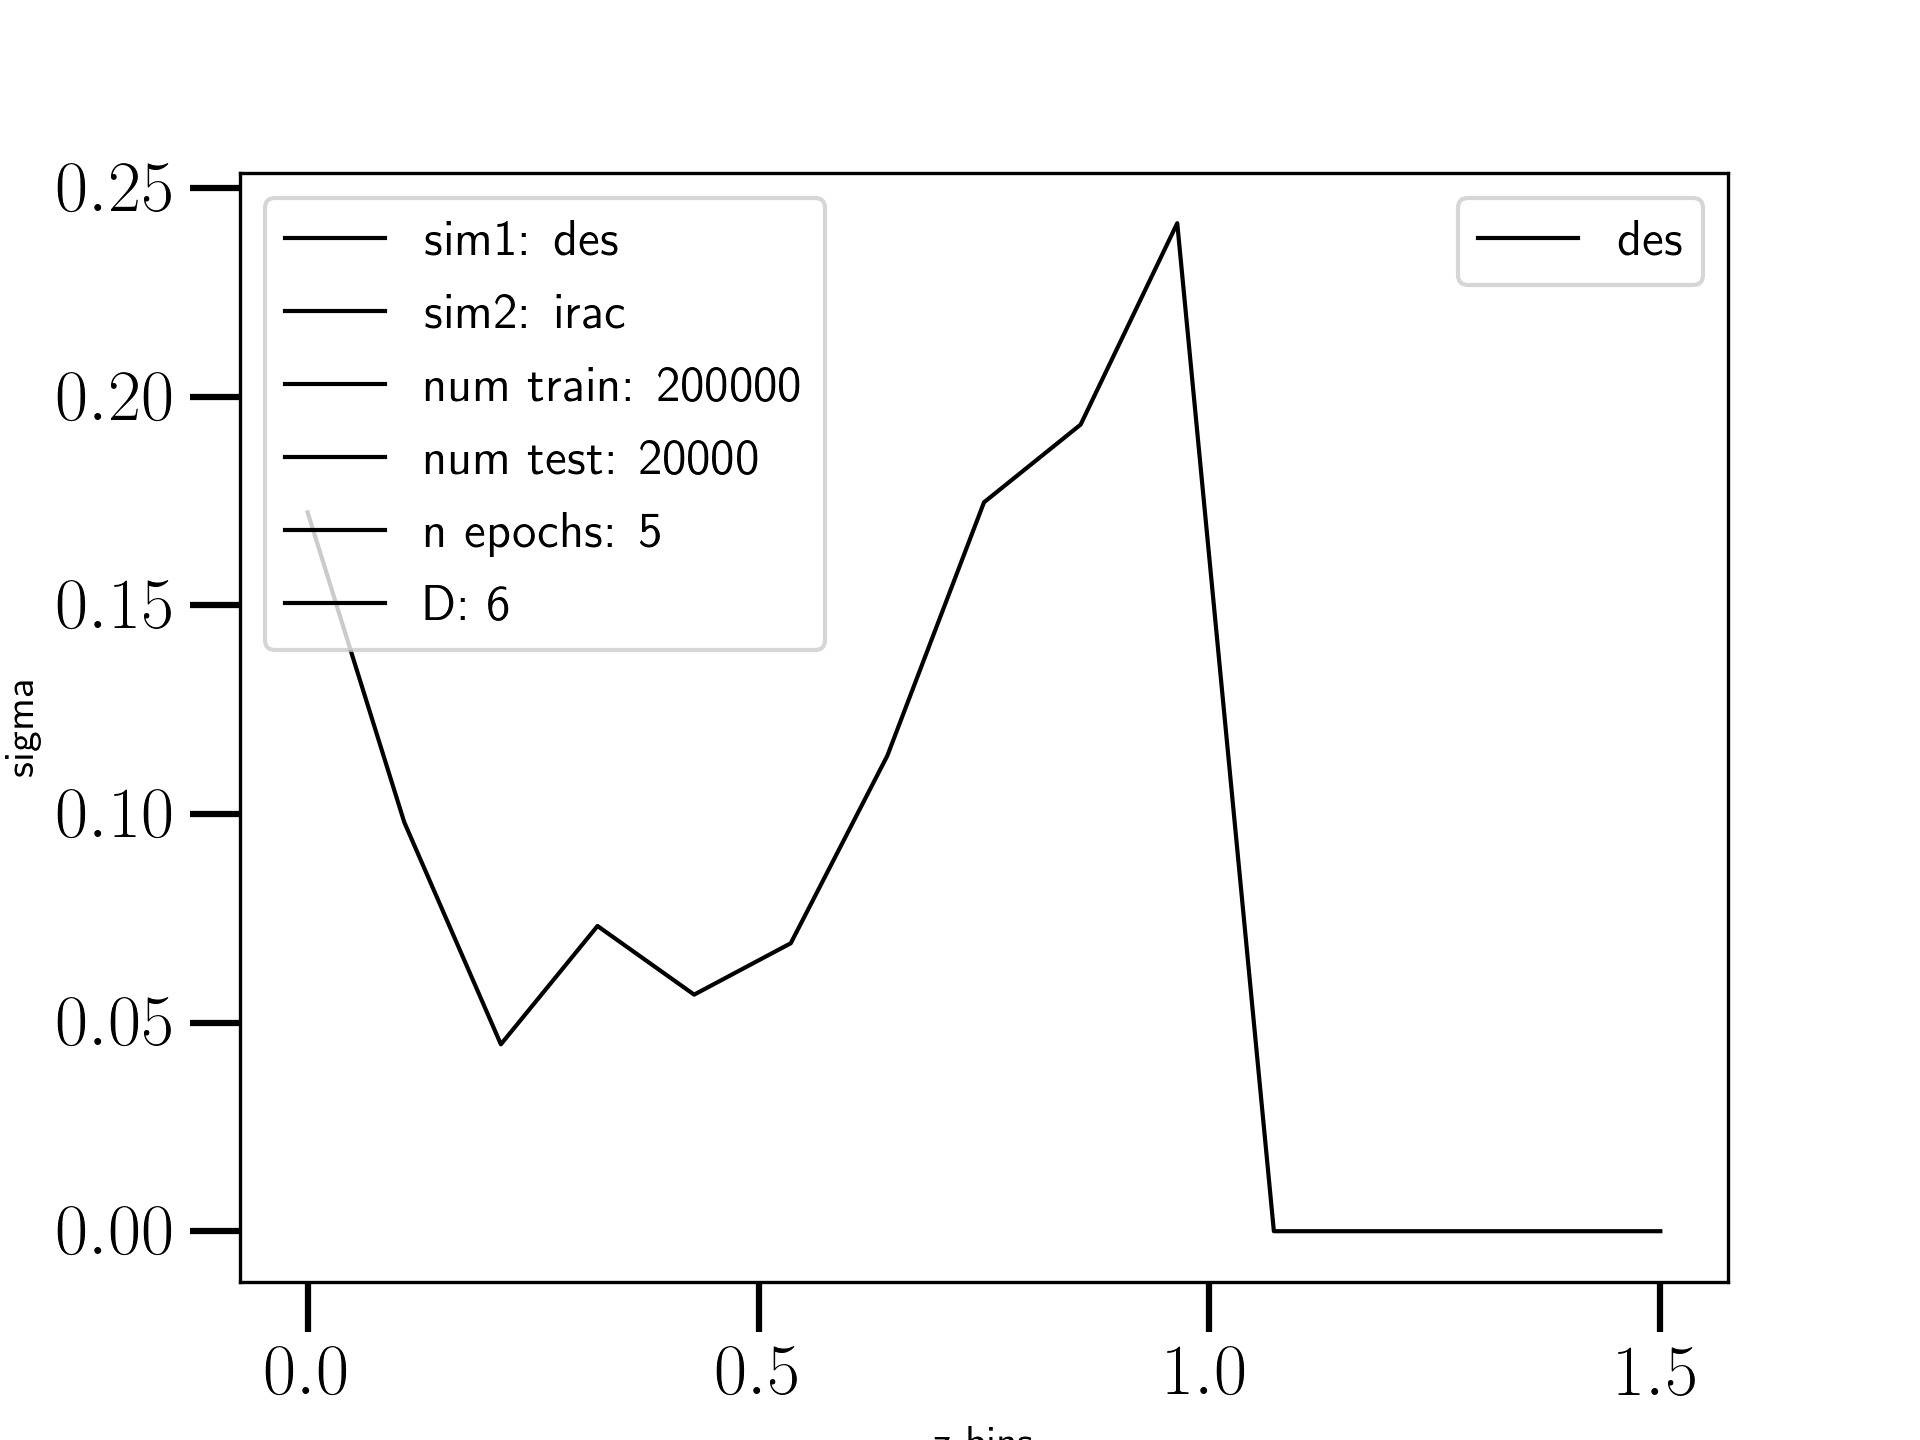 0.25
0.20
0.15
0.10
0.05
0.00
sigma
sim1: des
sim2: irac
num train: 200000
num test: 20000
n epochs: 5
D: 6
des
0.0
0.5
1.0
1.5
z bins